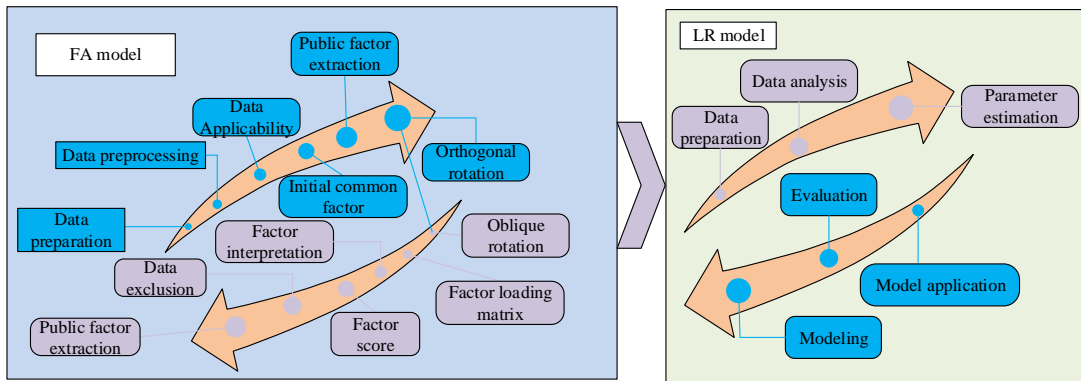 FA model
Public factor
extraction
Data
Applicability
Data preprocessing
Orthogonal
rotation
Initial common
factor
Data
preparation
Factor
interpretation
Oblique
rotation
Data
exclusion
Factor loading
matrix
Public factor
extraction
Factor
score
LR model
Data analysis
Parameter
estimation
Data
preparation
Evaluation
Model application
Modeling